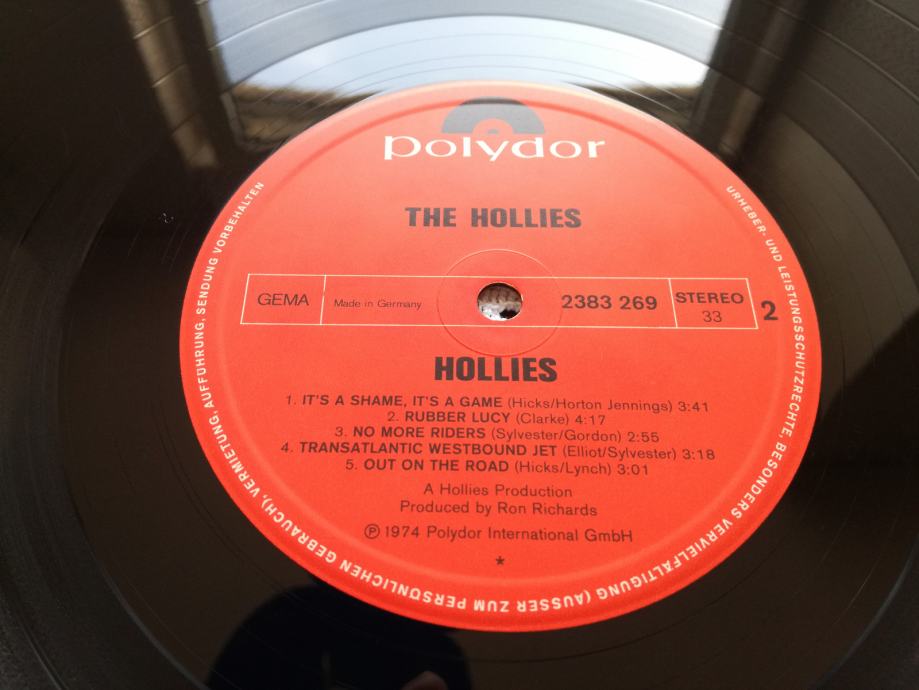 polydor
THE HOLLIES
GEMA
Made in Germany
2383 269
STEREO
33
2
HOLLIES
1. IT'S A SHAME, IT'S A GAME (Hicks/Horton Jennings) 3:41
2. RUBBER LUCY (Clarke) 4:17
3. NO MORE RIDERS (Sylvester/Gordon) 2:55
4. TRANSATLANTIC WESTBOUND JET (Elliot/Sylvester) 3:18
5. OUT ON THE ROAD (Hicks/Lynch) 3:01
A Hollies Production
Produced by Ron Richards
℗ 1974 Polydor International GmbH
*
URHEBER- UND LEISTUNGSSCHUTZRECHTE, BESONDERS VERVIELFÄLTIGUNG (AUSSER ZUM PERSÖNLICHEN GEBRAUCH), VERMIETUNG, AUFFÜHRUNG, SENDUNG VORBEHALTEN